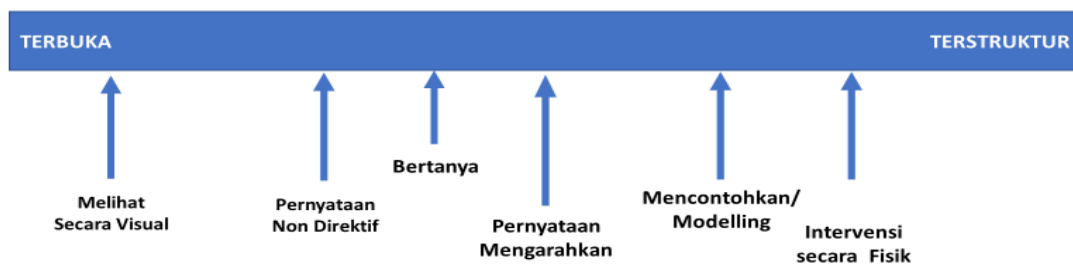 TERBUKA
TERSTRUKTUR
Melihat
Secara Visual
Pernyataan
Non Direktif
Bertanya
Pernyataan
Mengarahkan
Mencontohkan/
Modelling
Intervensi
secara Fisik